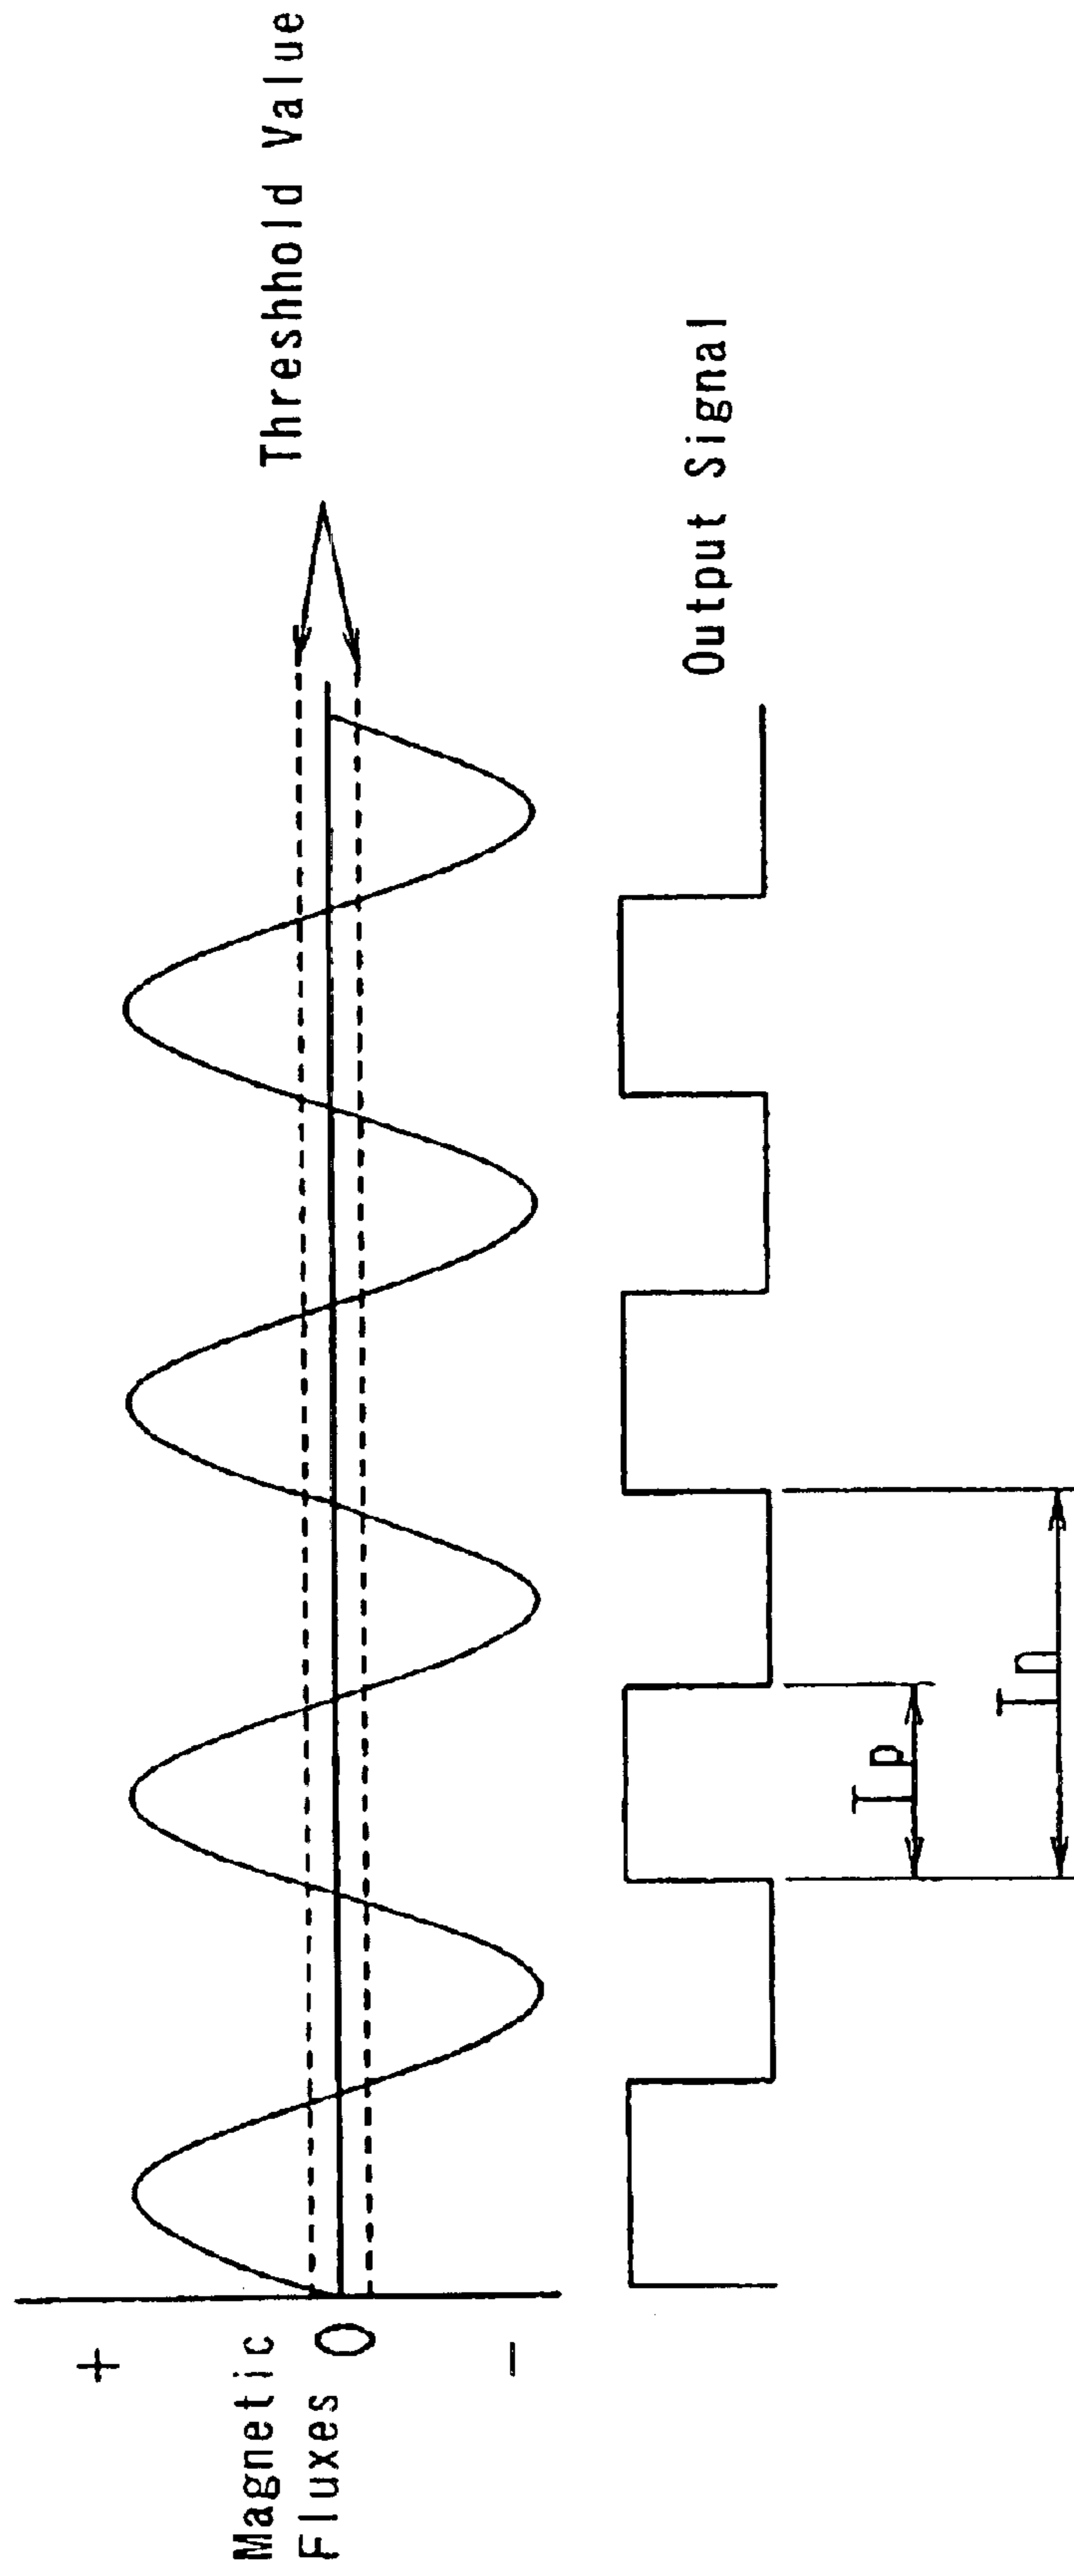 Magnetic
Fluxes
+
0
-
Threshhold Value
Output Signal
Tp
Tn